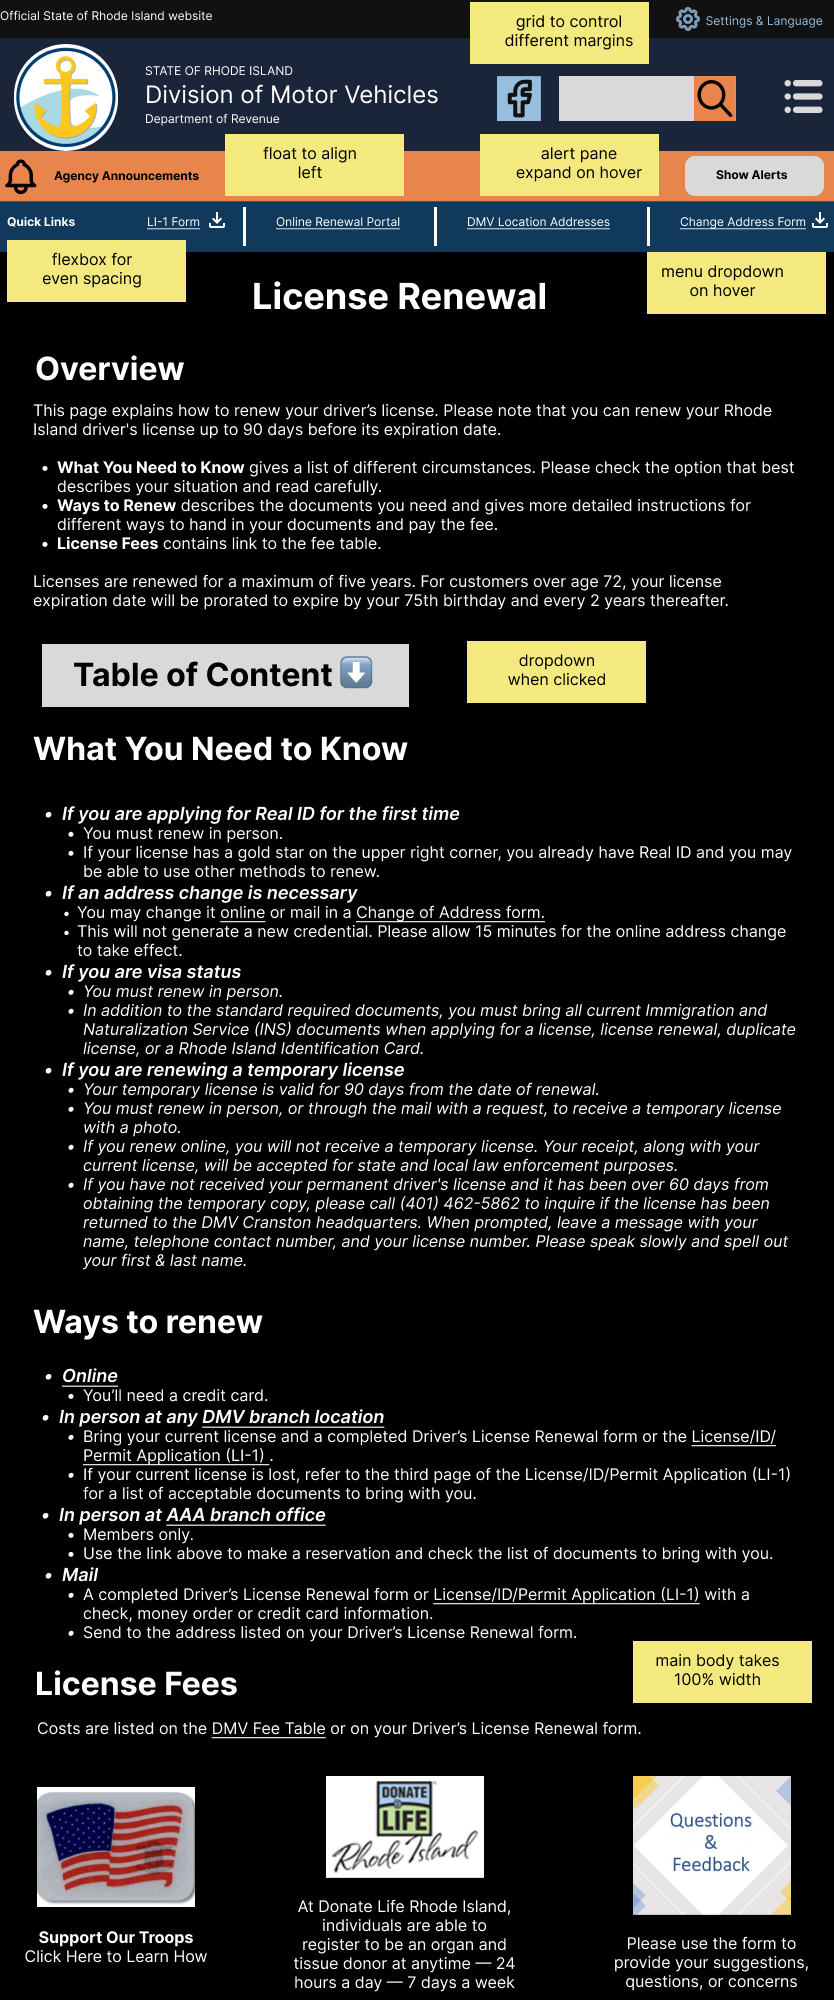 Official State of Rhode Island website
grid to control
different margins
Settings & Language
STATE OF RHODE ISLAND
Division of Motor Vehicles
Department of Revenue
float to align
left
alert pane
expand on hover
Agency Announcements
Show Alerts
Quick Links
LI-1 Form
Online Renewal Portal
DMV Location Addresses
Change Address Form
flexbox for
even spacing
menu dropdown
on hover
License Renewal
Overview
This page explains how to renew your driver’s license. Please note that you can renew your Rhode
Island driver's license up to 90 days before its expiration date.
• What You Need to Know gives a list of different circumstances. Please check the option that best
describes your situation and read carefully.
• Ways to Renew describes the documents you need and gives more detailed instructions for
different ways to hand in your documents and pay the fee.
• License Fees contains link to the fee table.
Licenses are renewed for a maximum of five years. For customers over age 72, your license
expiration date will be prorated to expire by your 75th birthday and every 2 years thereafter.
Table of Content ⬇️
dropdown
when clicked
What You Need to Know
• If you are applying for Real ID for the first time
• You must renew in person.
• If your license has a gold star on the upper right corner, you already have Real ID and you may
be able to use other methods to renew.
• If an address change is necessary
• You may change it online or mail in a Change of Address form.
• This will not generate a new credential. Please allow 15 minutes for the online address change
to take effect.
• If you are visa status
• You must renew in person.
• In addition to the standard required documents, you must bring all current Immigration and
Naturalization Service (INS) documents when applying for a license, license renewal, duplicate
license, or a Rhode Island Identification Card.
• If you are renewing a temporary license
• Your temporary license is valid for 90 days from the date of renewal.
• You must renew in person, or through the mail with a request, to receive a temporary license
with a photo.
• If you renew online, you will not receive a temporary license. Your receipt, along with your
current license, will be accepted for state and local law enforcement purposes.
• If you have not received your permanent driver's license and it has been over 60 days from
obtaining the temporary copy, please call (401) 462-5862 to inquire if the license has been
returned to the DMV Cranston headquarters. When prompted, leave a message with your
name, telephone contact number, and your license number. Please speak slowly and spell out
your first & last name.
Ways to renew
• Online
• You’ll need a credit card.
• In person at any DMV branch location
• Bring your current license and a completed Driver’s License Renewal form or the License/ID/
Permit Application (LI-1) .
• If your current license is lost, refer to the third page of the License/ID/Permit Application (LI-1)
for a list of acceptable documents to bring with you.
• In person at AAA branch office
• Members only.
• Use the link above to make a reservation and check the list of documents to bring with you.
• Mail
• A completed Driver’s License Renewal form or License/ID/Permit Application (LI-1) with a
check, money order or credit card information.
• Send to the address listed on your Driver’s License Renewal form.
main body takes
100% width
License Fees
Costs are listed on the DMV Fee Table or on your Driver’s License Renewal form.
DONATE
LIFE
Rhode Island
Questions
&
Feedback
Support Our Troops
Click Here to Learn How
At Donate Life Rhode Island,
individuals are able to
register to be an organ and
tissue donor at anytime — 24
hours a day — 7 days a week
Please use the form to
provide your suggestions,
questions, or concerns